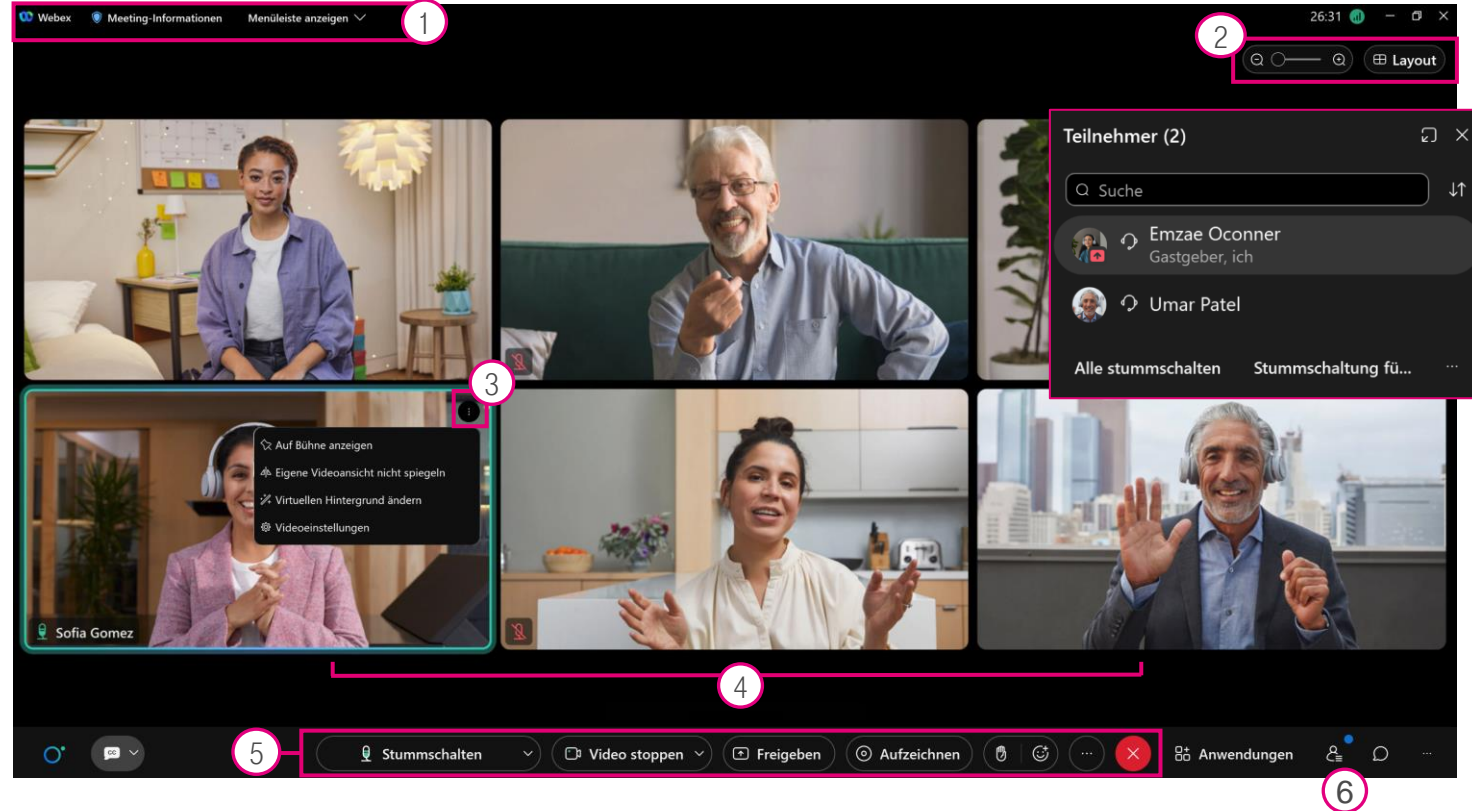 Webex Meeting-Informationen Menüleiste anzeigen
1
26:31
2
Layout
Teilnehmer (2)
Suche
Emzae Oconner
Gastgeber, ich
Umar Patel
Alle stummschalten Stummschaltung fü...
3
Auf Bühne anzeigen
Eigene Videoansicht nicht spiegeln
Virtuellen Hintergrund ändern
Videoeinstellungen
Sofia Gomez
4
CC
5
Stummschalten Video stoppen Freigeben Aufzeichnen ... Anwendungen ...
6